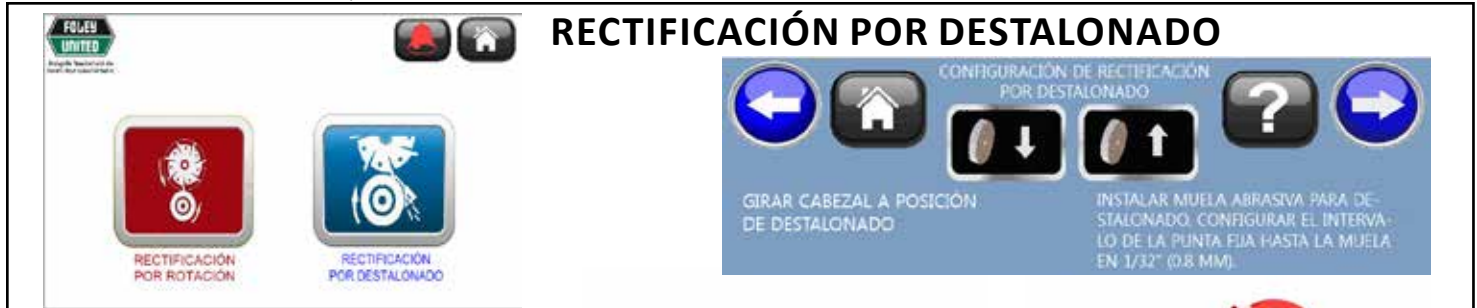 FOLEY
UNITED
RECTIFICACIÓN
POR ROTACIÓN
RECTIFICACIÓN
POR DESTALONADO
RECTIFICACIÓN POR DESTALONADO
CONFIGURACIÓN DE RECTIFICACIÓN
POR DESTALONADO
?
GIRAR CABEZAL A POSICIÓN
DE DESTALONADO
INSTALAR MUELA ABRASIVA PARA DE-
STALONADO. CONFIGURAR EL INTERVA-
LO DE LA PUNTA FIJA HASTA LA MUELA
EN 1/32" (0.8 MM).